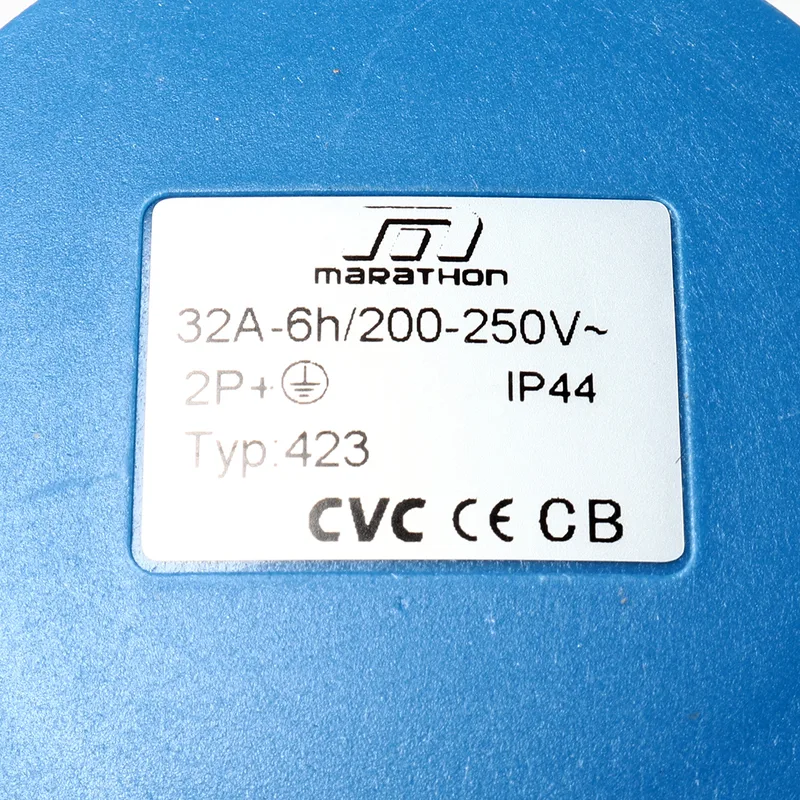 marathon
32A-6h/200-250V~
2P+⏚ IP44
Typ:423
CVC CE CB